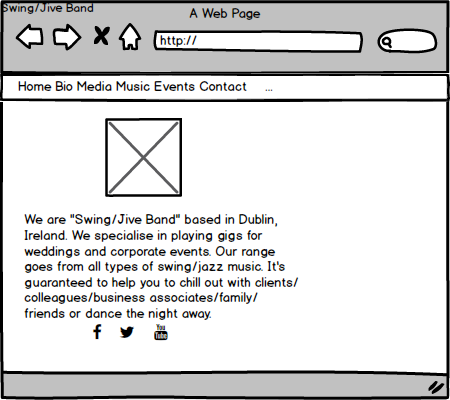 Swing/Jive Band
A Web Page
http://
Home Bio Media Music Events Contact ...
We are "Swing/Jive Band" based in Dublin,
Ireland. We specialise in playing gigs for
weddings and corporate events. Our range
goes from all types of swing/jazz music. It's
guaranteed to help you to chill out with clients/
colleagues/business associates/family/
friends or dance the night away.
f You Tube